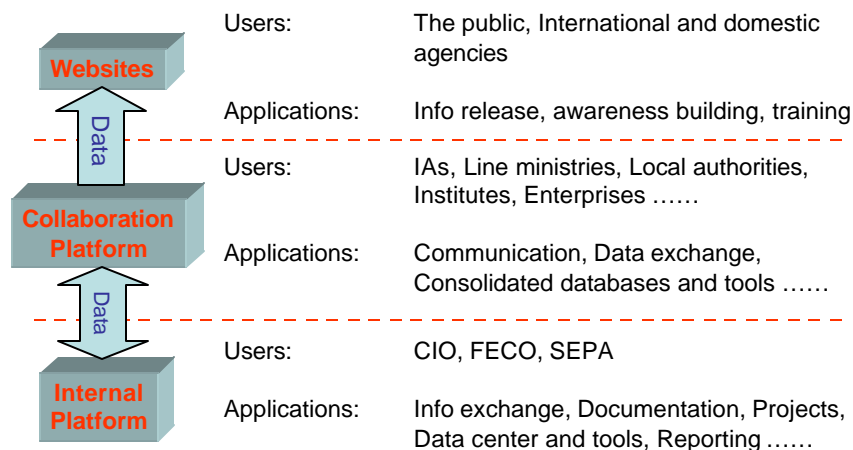 Users: The public, International and domestic
agencies
Websites
Applications: Info release, awareness building, training
Data
Users: IAs, Line ministries, Local authorities,
Institutes, Enterprises ……
Collaboration
Platform
Applications: Communication, Data exchange,
Consolidated databases and tools ……
Data
Users: CIO, FECO, SEPA
Internal
Platform
Applications: Info exchange, Documentation, Projects,
Data center and tools, Reporting ……